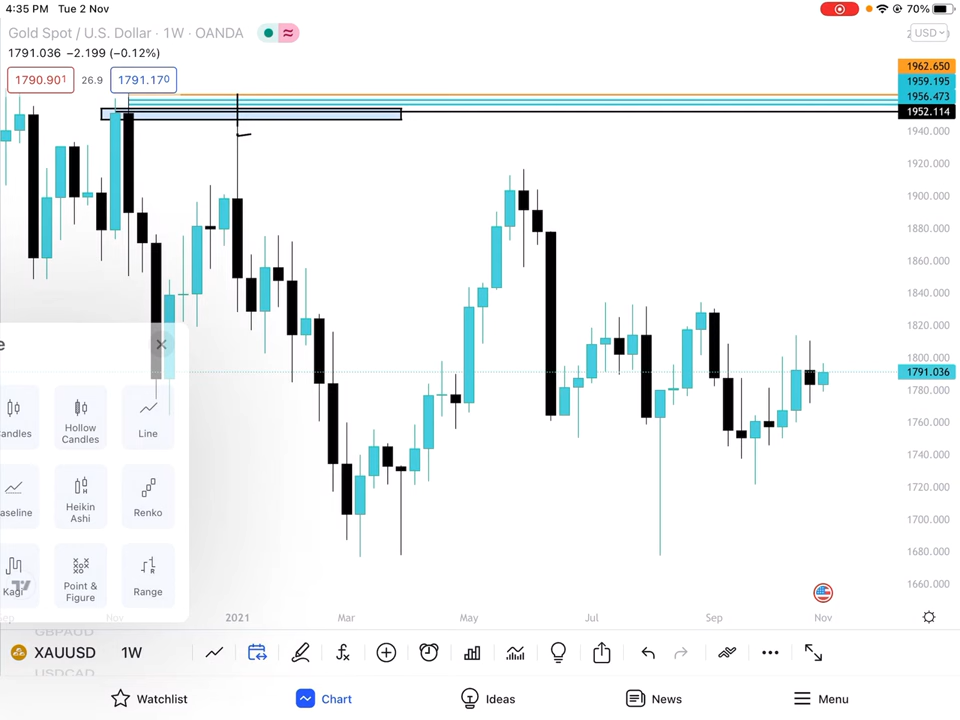 4:35 PM Tue 2 Nov
70%
Gold Spot / U.S. Dollar · 1W · OANDA
USD
1791.036 −2.199 (−0.12%)
1790.901 26.9 1791.170
1962.650
1959.195
1956.473
1952.114
1940.000
1920.000
1900.000
1880.000
1860.000
1840.000
1820.000
1800.000
1791.036
1780.000
1760.000
1740.000
1720.000
1700.000
1680.000
1660.000
e
andles
Hollow Candles
Line
aseline
Heikin Ashi
Renko
Kagi
Point & Figure
Range
ep Nov 2021 Mar May Jul Sep Nov
GBPAUD
XAUUSD 1W
USDCAD
Watchlist Chart Ideas News Menu